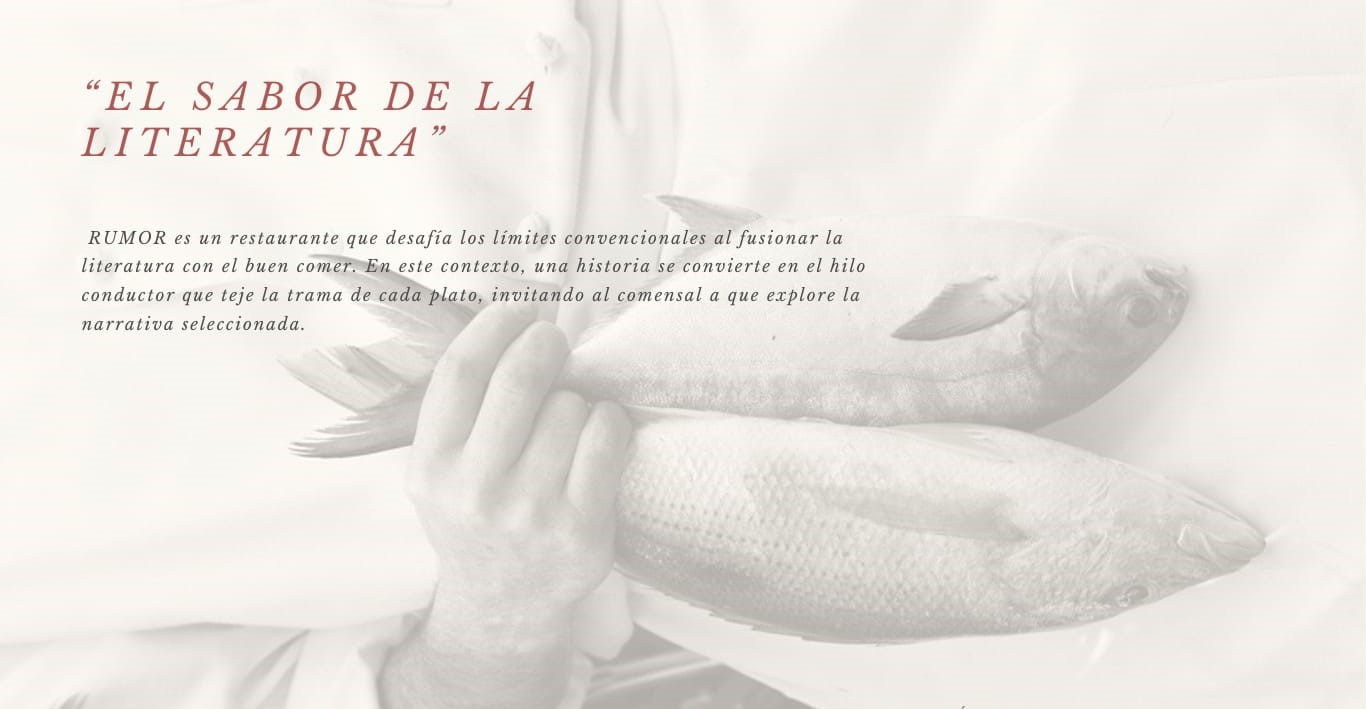 “EL SABOR DE LA
LITERATURA”
RUMOR es un restaurante que desafía los límites convencionales al fusionar la
literatura con el buen comer. En este contexto, una historia se convierte en el hilo
conductor que teje la trama de cada plato, invitando al comensal a que explore la
narrativa seleccionada.